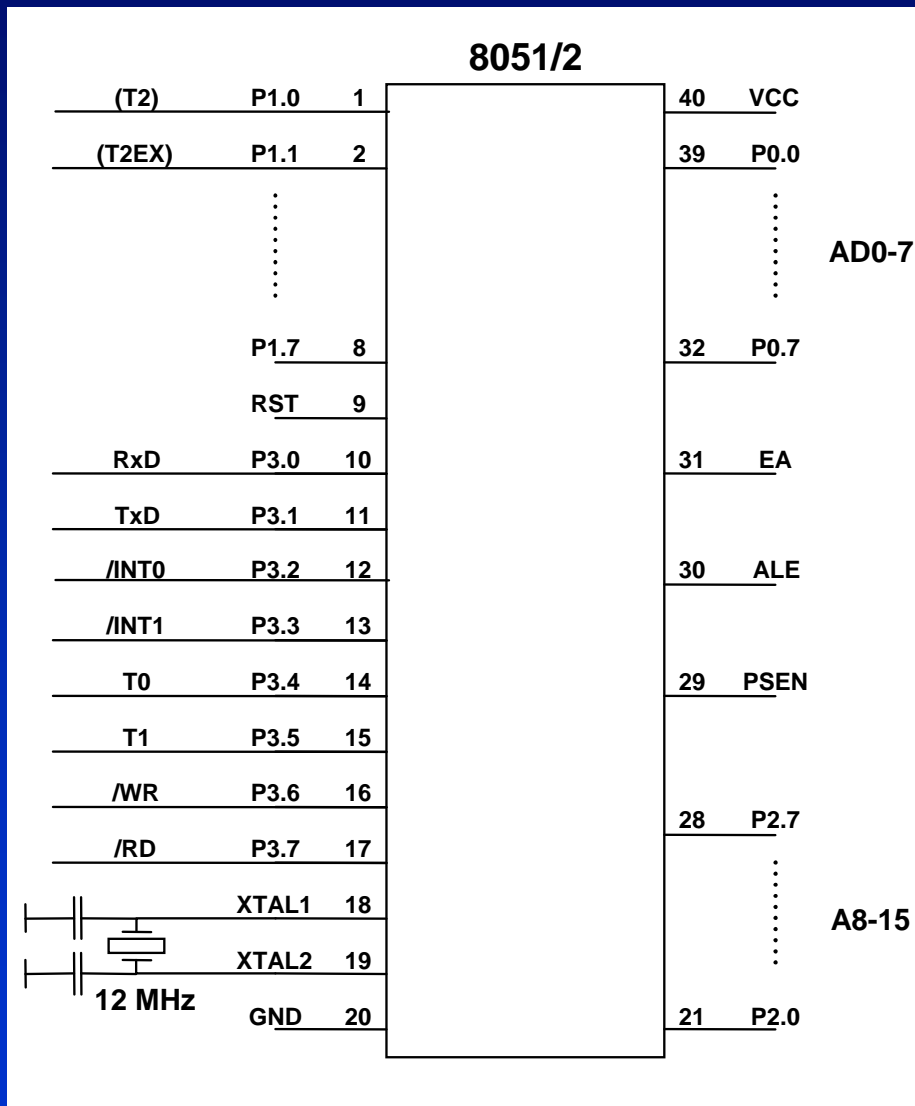 8051/2
(T2) P1.0 1 40 VCC
(T2EX) P1.1 2 39 P0.0
AD0-7
P1.7 8 32 P0.7
RST 9
RxD P3.0 10 31 EA
TxD P3.1 11
/INT0 P3.2 12 30 ALE
/INT1 P3.3 13
T0 P3.4 14 29 PSEN
T1 P3.5 15
/WR P3.6 16
28 P2.7
/RD P3.7 17
XTAL1 18
A8-15
XTAL2 19
12 MHz
GND 20 21 P2.0